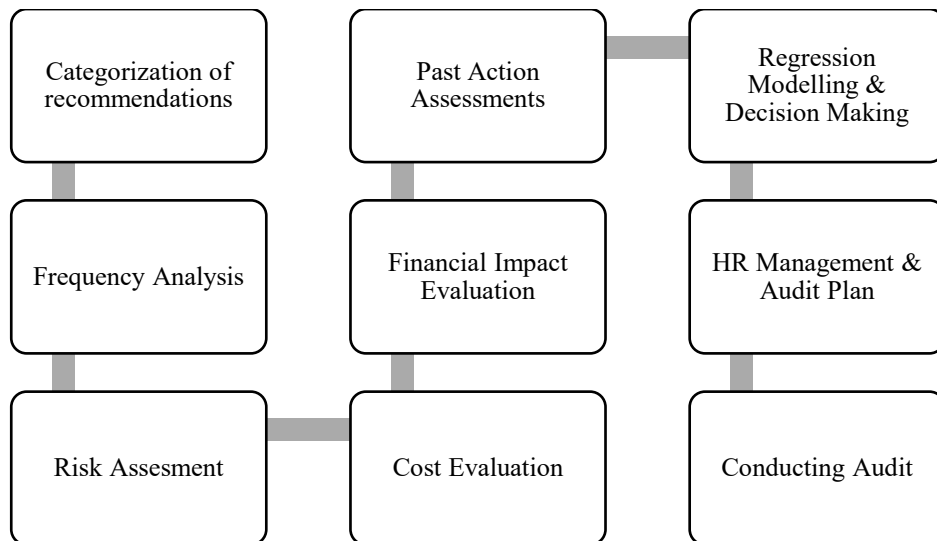 Categorization of
recommendations
Frequency Analysis
Risk Assesment
Cost Evaluation
Financial Impact
Evaluation
Past Action
Assessments
Regression
Modelling &
Decision Making
HR Management &
Audit Plan
Conducting Audit